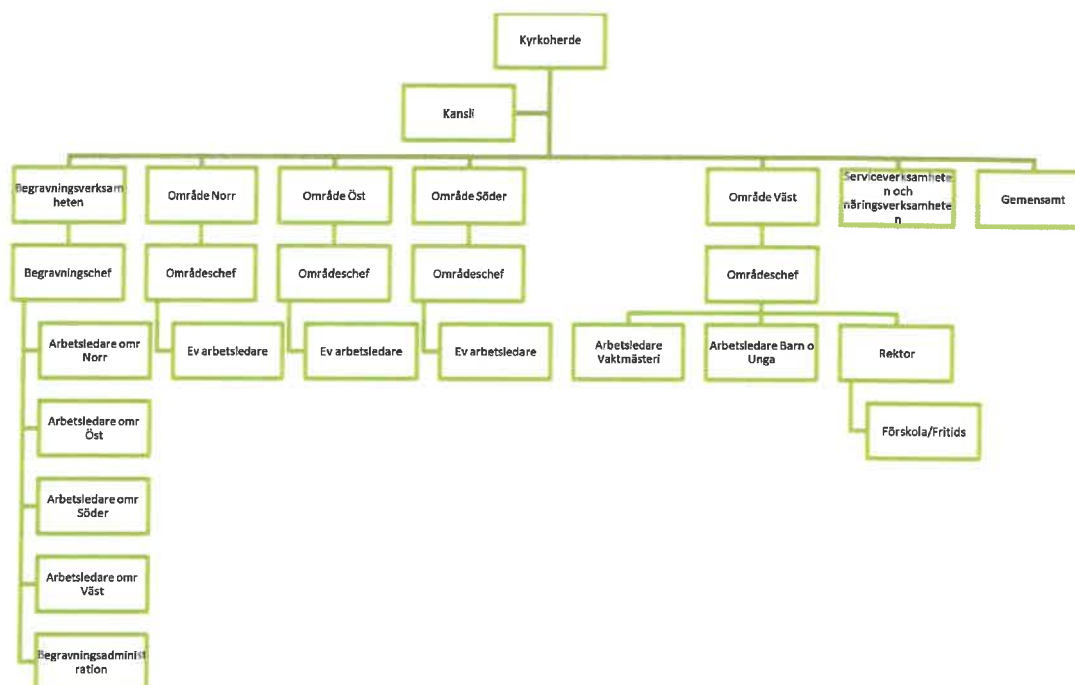 Kyrkoherde
Kansli
Begravningsverksam
heten
Område Norr
Område Öst
Område Söder
Område Väst
Serviceverksamhete
n och
näringsverksamhete
n
Gemensamt
Begravningschef
Områdeschef
Områdeschef
Områdeschef
Områdeschef
Arbetsledare omr
Norr
Ev arbetsledare
Ev arbetsledare
Ev arbetsledare
Arbetsledare
Vaktmästeri
Arbetsledare Barn o
Unga
Rektor
Arbetsledare omr
Öst
Förskola/Fritids
Arbetsledare omr
Söder
Arbetsledare omr
Väst
Begravningsadminist
ration